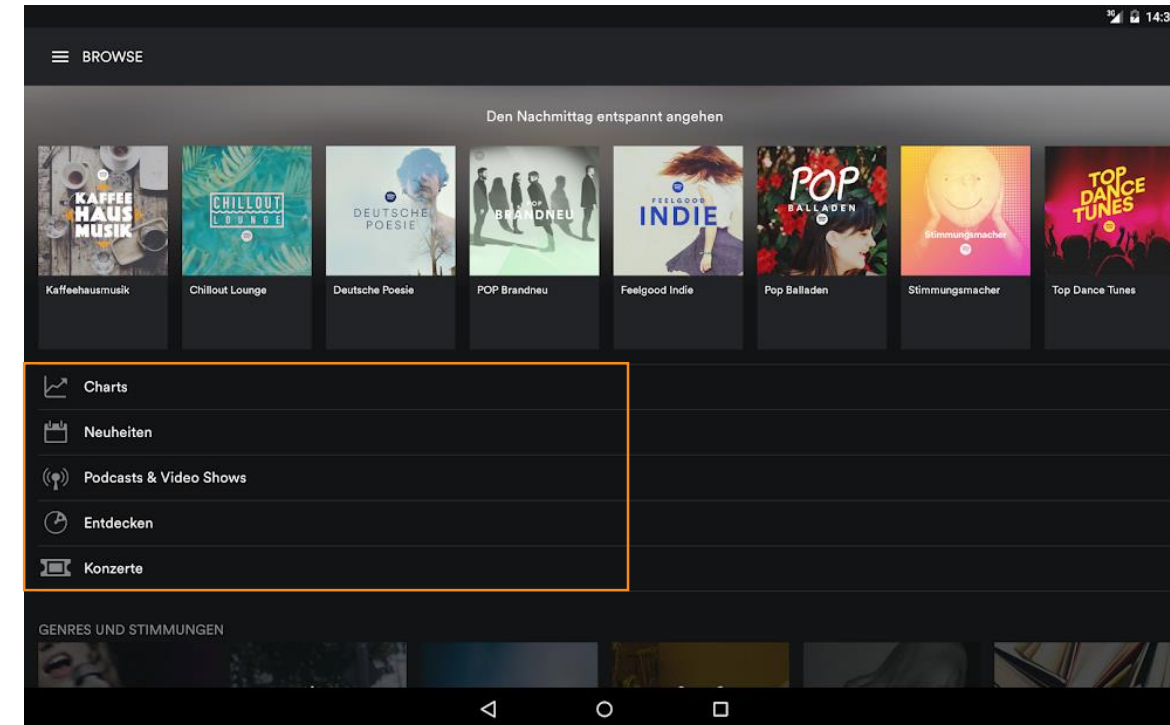 3G 14:3
BROWSE
Den Nachmittag entspannt angehen
KAFFEE
HAUS
MUSIK
CHILLOUT
LOUNGE
DEUTSCHE
POESIE
POP
BRANDNEU
FEELGOOD
INDIE
POP
BALLADEN
Stimmungsmacher
TOP
DANCE
TUNES
Kaffeehausmusik
Chillout Lounge
Deutsche Poesie
POP Brandneu
Feelgood Indie
Pop Balladen
Stimmungsmacher
Top Dance Tunes
Charts
Neuheiten
Podcasts & Video Shows
Entdecken
Konzerte
GENRES UND STIMMUNGEN